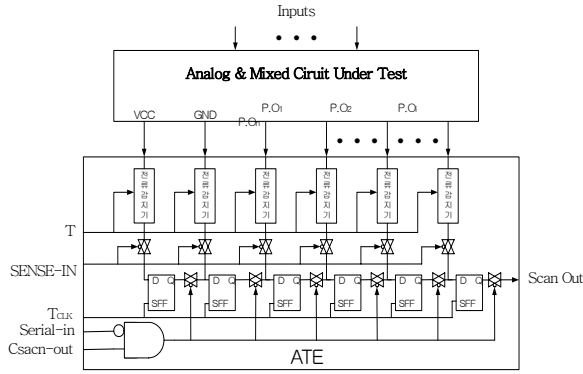 Inputs
Analog & Mixed Ciruit Under Test
VCC GND P.On P.O1 P.O2 P.Oi
전류감지기 전류감지기 전류감지기 전류감지기 전류감지기 전류감지기
T
SENSE-IN
D Q D Q D Q D Q D Q D Q
Scan Out
SFF SFF SFF SFF SFF SFF
TCLK
Serial-in
Csacn-out
ATE